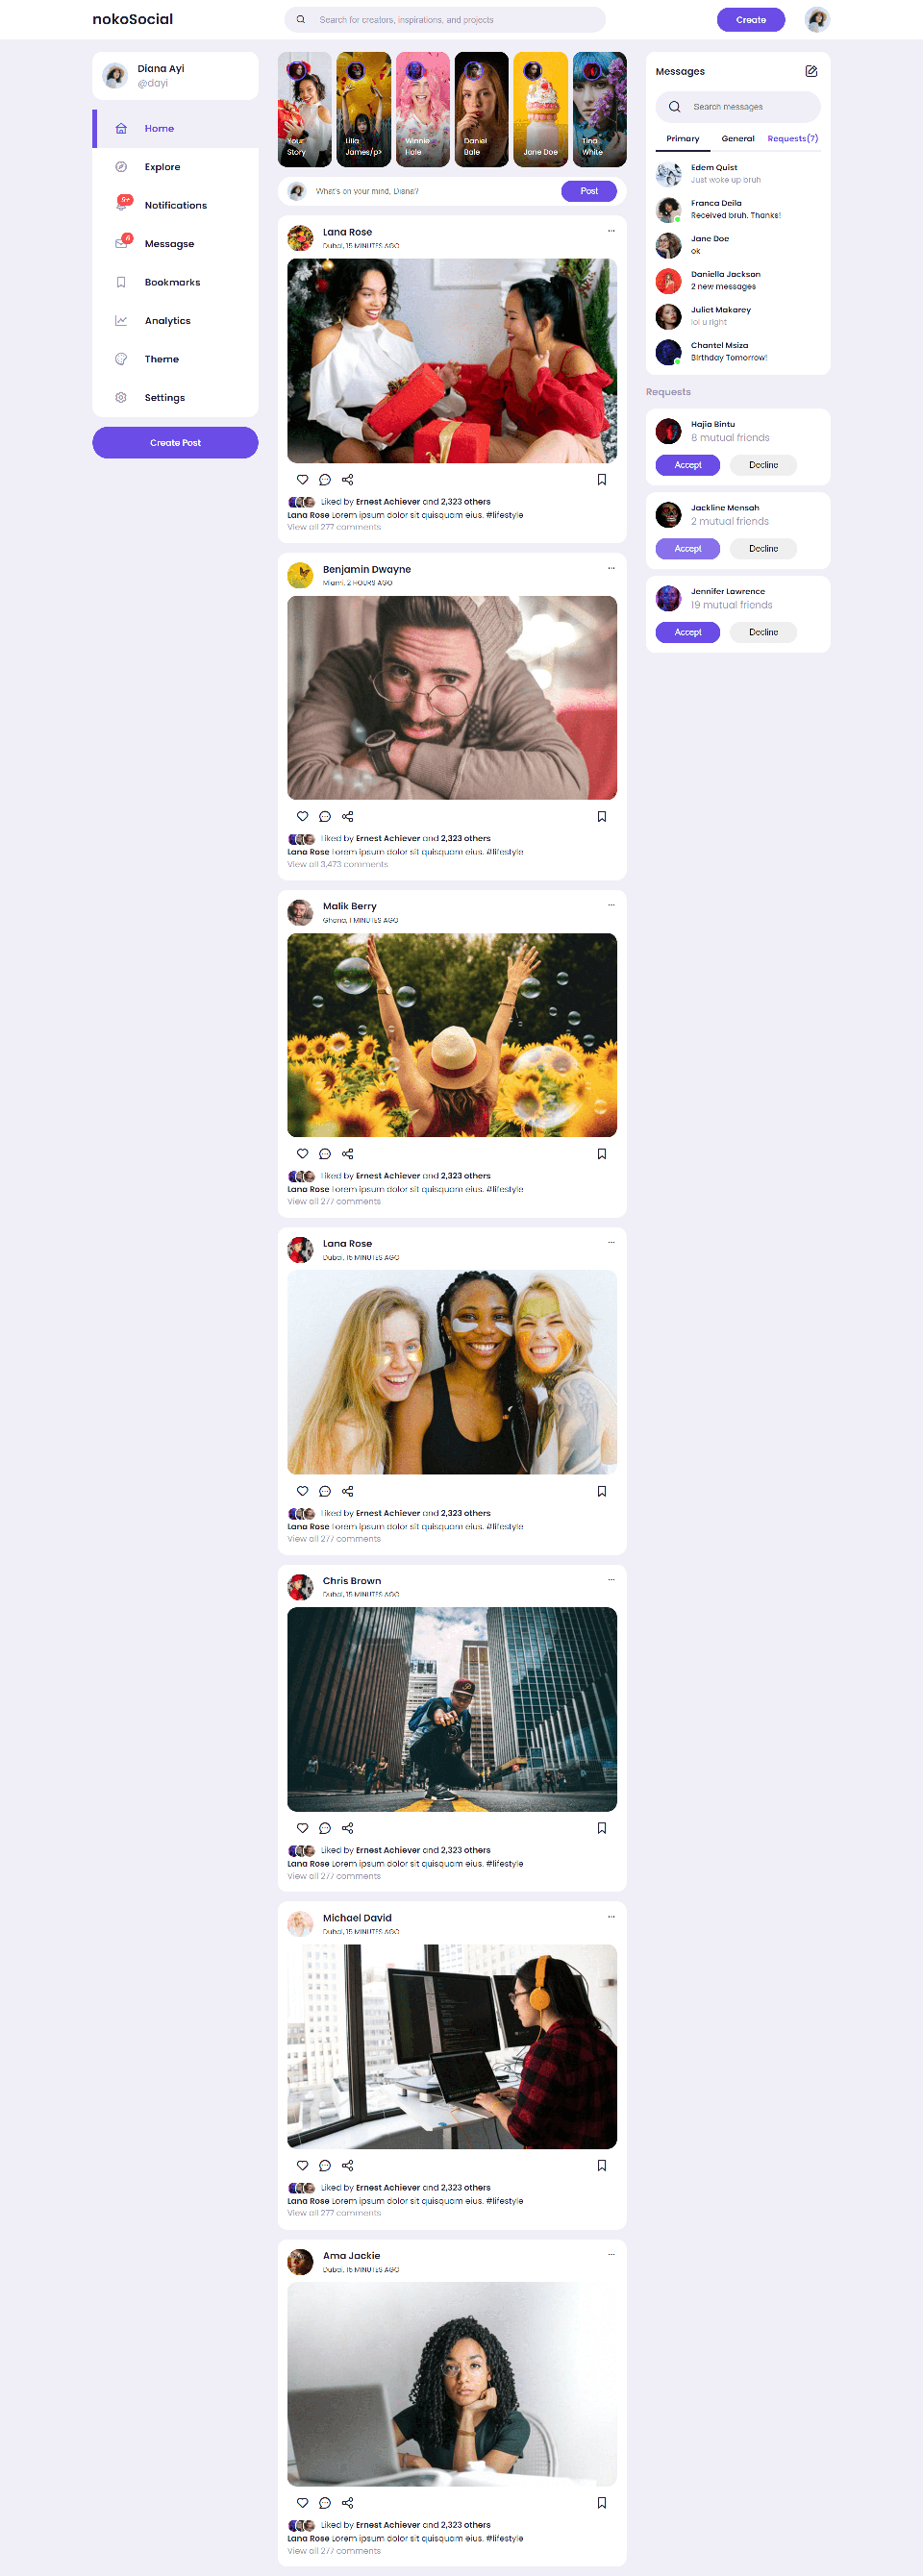 nokoSocial
Search for creators, inspirations, and projects
Create
Diana Ayi
@dayi
Home
Explore
9+
Notifications
6
Messagse
Bookmarks
Analytics
Theme
Settings
Create Post
Your
Story
Lilla
James/p>
Winnie
Hale
Daniel
Bale
Jane Doe
Tina
White
What's on your mind, Diana?
Post
Lana Rose
Dubai, 15 MINUTES AGO
Liked by Ernest Achiever and 2,323 others
Lana Rose Lorem ipsum dolor sit quisquam eius. #lifestyle
View all 277 comments
Benjamin Dwayne
Miami, 2 HOURS AGO
Liked by Ernest Achiever and 2,323 others
Lana Rose Lorem ipsum dolor sit quisquam eius. #lifestyle
View all 3,473 comments
Malik Berry
Ghana, 1 MINUTES AGO
Liked by Ernest Achiever and 2,323 others
Lana Rose Lorem ipsum dolor sit quisquam eius. #lifestyle
View all 277 comments
Lana Rose
Dubai, 15 MINUTES AGO
Liked by Ernest Achiever and 2,323 others
Lana Rose Lorem ipsum dolor sit quisquam eius. #lifestyle
View all 277 comments
Chris Brown
Dubai, 15 MINUTES AGO
Liked by Ernest Achiever and 2,323 others
Lana Rose Lorem ipsum dolor sit quisquam eius. #lifestyle
View all 277 comments
Michael David
Dubai, 15 MINUTES AGO
Liked by Ernest Achiever and 2,323 others
Lana Rose Lorem ipsum dolor sit quisquam eius. #lifestyle
View all 277 comments
Ama Jackie
Dubai, 15 MINUTES AGO
Liked by Ernest Achiever and 2,323 others
Lana Rose Lorem ipsum dolor sit quisquam eius. #lifestyle
View all 277 comments
Messages
Search messages
Primary General Requests(7)
Edem Quist
Just woke up bruh
Franca Deila
Received bruh. Thanks!
Jane Doe
ok
Daniella Jackson
2 new messages
Juliet Makarey
lol u right
Chantel Msiza
Birthday Tomorrow!
Requests
Hajia Bintu
8 mutual friends
Accept Decline
Jackline Mensah
2 mutual friends
Accept Decline
Jennifer Lawrence
19 mutual friends
Accept Decline